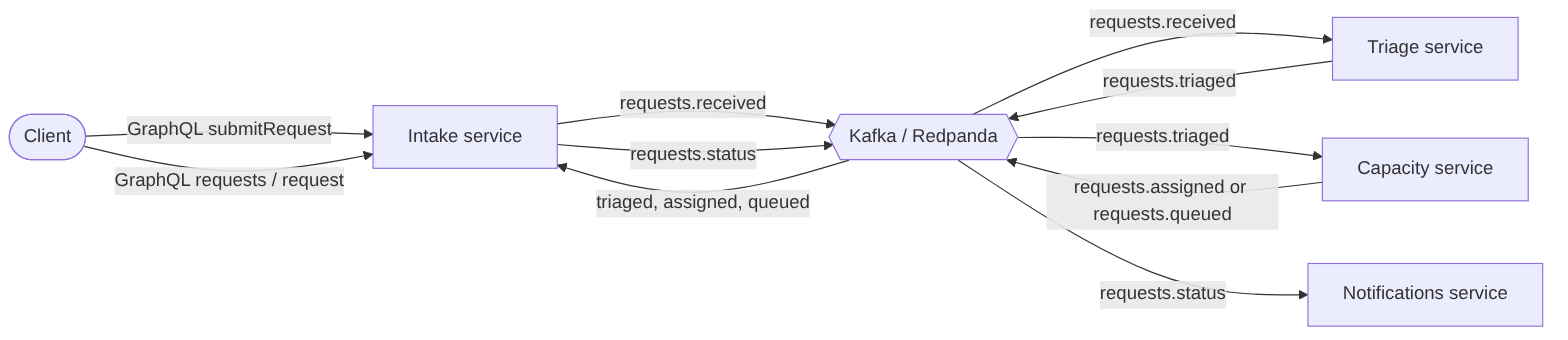 requests.received
Triage service
requests.triaged
Client
GraphQL submitRequest
GraphQL requests / request
Intake service
requests.received
requests.status
triaged, assigned, queued
Kafka / Redpanda
requests.triaged
Capacity service
requests.assigned or
requests.queued
requests.status
Notifications service